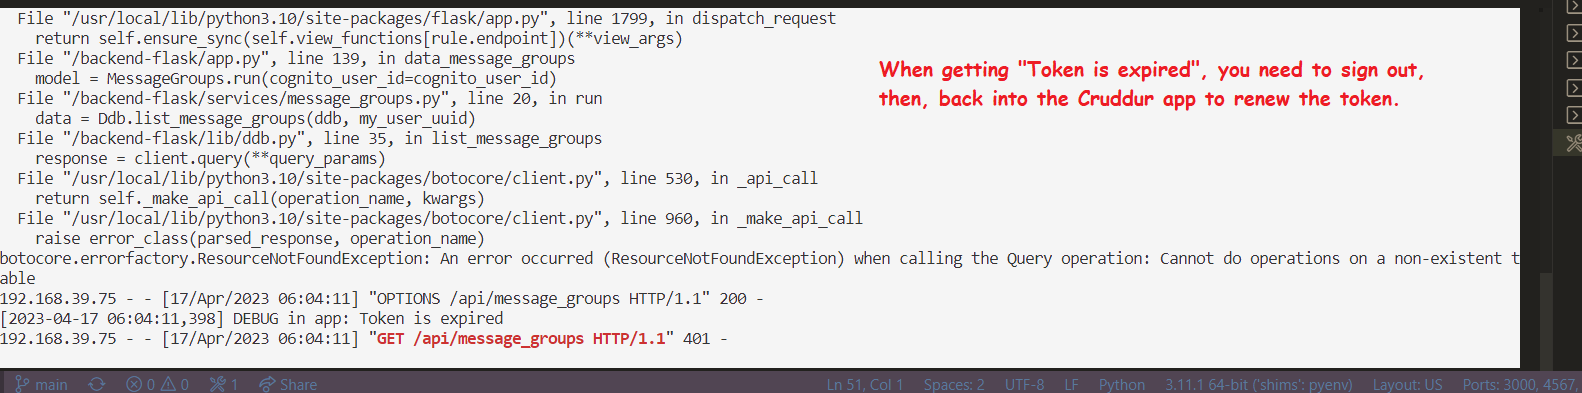 File "/usr/local/lib/python3.10/site-packages/flask/app.py", line 1799, in dispatch_request
return self.ensure_sync(self.view_functions[rule.endpoint])(**view_args)
File "/backend-flask/app.py", line 139, in data_message_groups
model = MessageGroups.run(cognito_user_id=cognito_user_id)
File "/backend-flask/services/message_groups.py", line 20, in run
data = Ddb.list_message_groups(ddb, my_user_uuid)
File "/backend-flask/lib/ddb.py", line 35, in list_message_groups
response = client.query(**query_params)
File "/usr/local/lib/python3.10/site-packages/botocore/client.py", line 530, in _api_call
return self._make_api_call(operation_name, kwargs)
File "/usr/local/lib/python3.10/site-packages/botocore/client.py", line 960, in _make_api_call
raise error_class(parsed_response, operation_name)
botocore.errorfactory.ResourceNotFoundException: An error occurred (ResourceNotFoundException) when calling the Query operation: Cannot do operations on a non-existent t
able
192.168.39.75 - - [17/Apr/2023 06:04:11] "OPTIONS /api/message_groups HTTP/1.1" 200 -
[2023-04-17 06:04:11,398] DEBUG in app: Token is expired
192.168.39.75 - - [17/Apr/2023 06:04:11] "GET /api/message_groups HTTP/1.1" 401 -
When getting "Token is expired", you need to sign out,
then, back into the Cruddur app to renew the token.
main 0 0 1 Share Ln 51, Col 1 Spaces: 2 UTF-8 LF Python 3.11.1 64-bit ('shims': pyenv) Layout: US Ports: 3000, 4567,